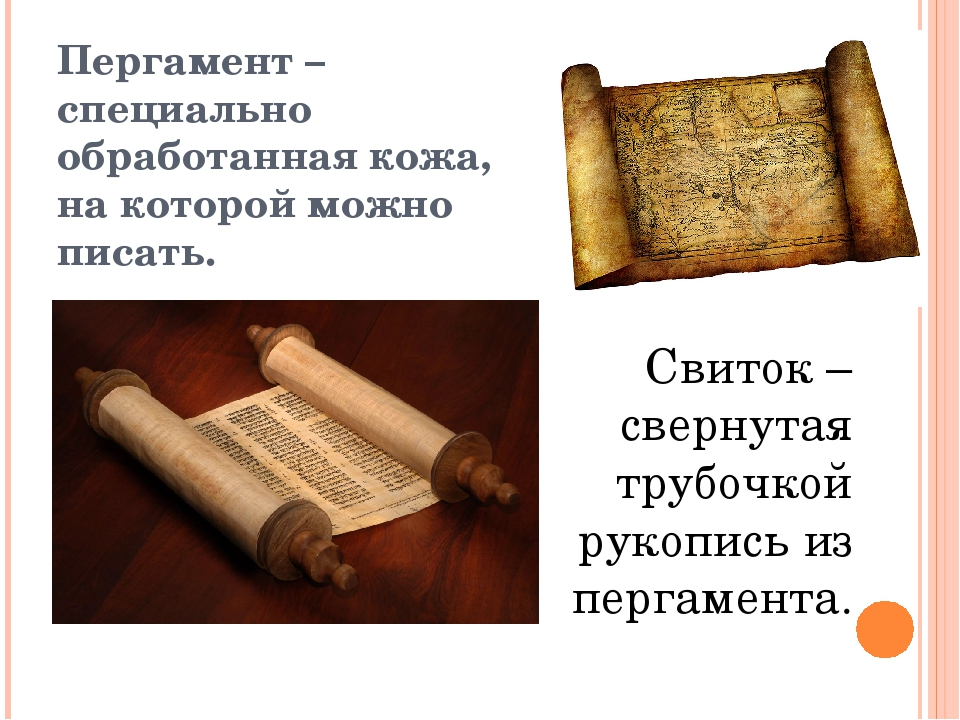 Пергамент –
специально
обработанная кожа,
на которой можно
писать.
Свиток –
свернутая
трубочкой
рукопись из
пергамента.